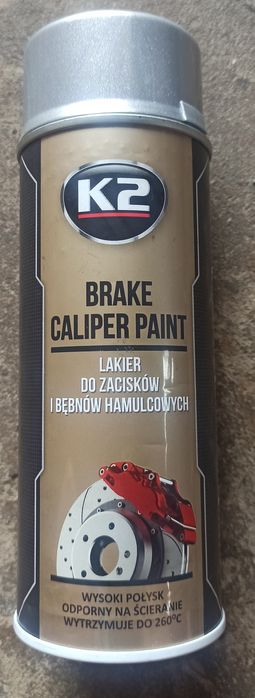 K2
BRAKE
CALIPER PAINT
LAKIER
DO ZACISKÓW
I BĘBNÓW HAMULCOWYCH
WYSOKI POŁYSK
ODPORNY NA ŚCIERANIE
WYTRZYMUJE DO 260°C